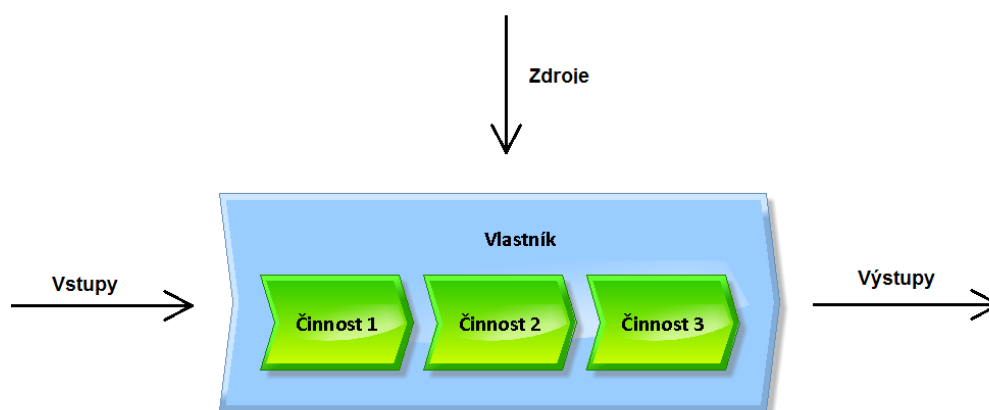 Zdroje
Vlastník
Vstupy
Činnost 1
Činnost 2
Činnost 3
Výstupy